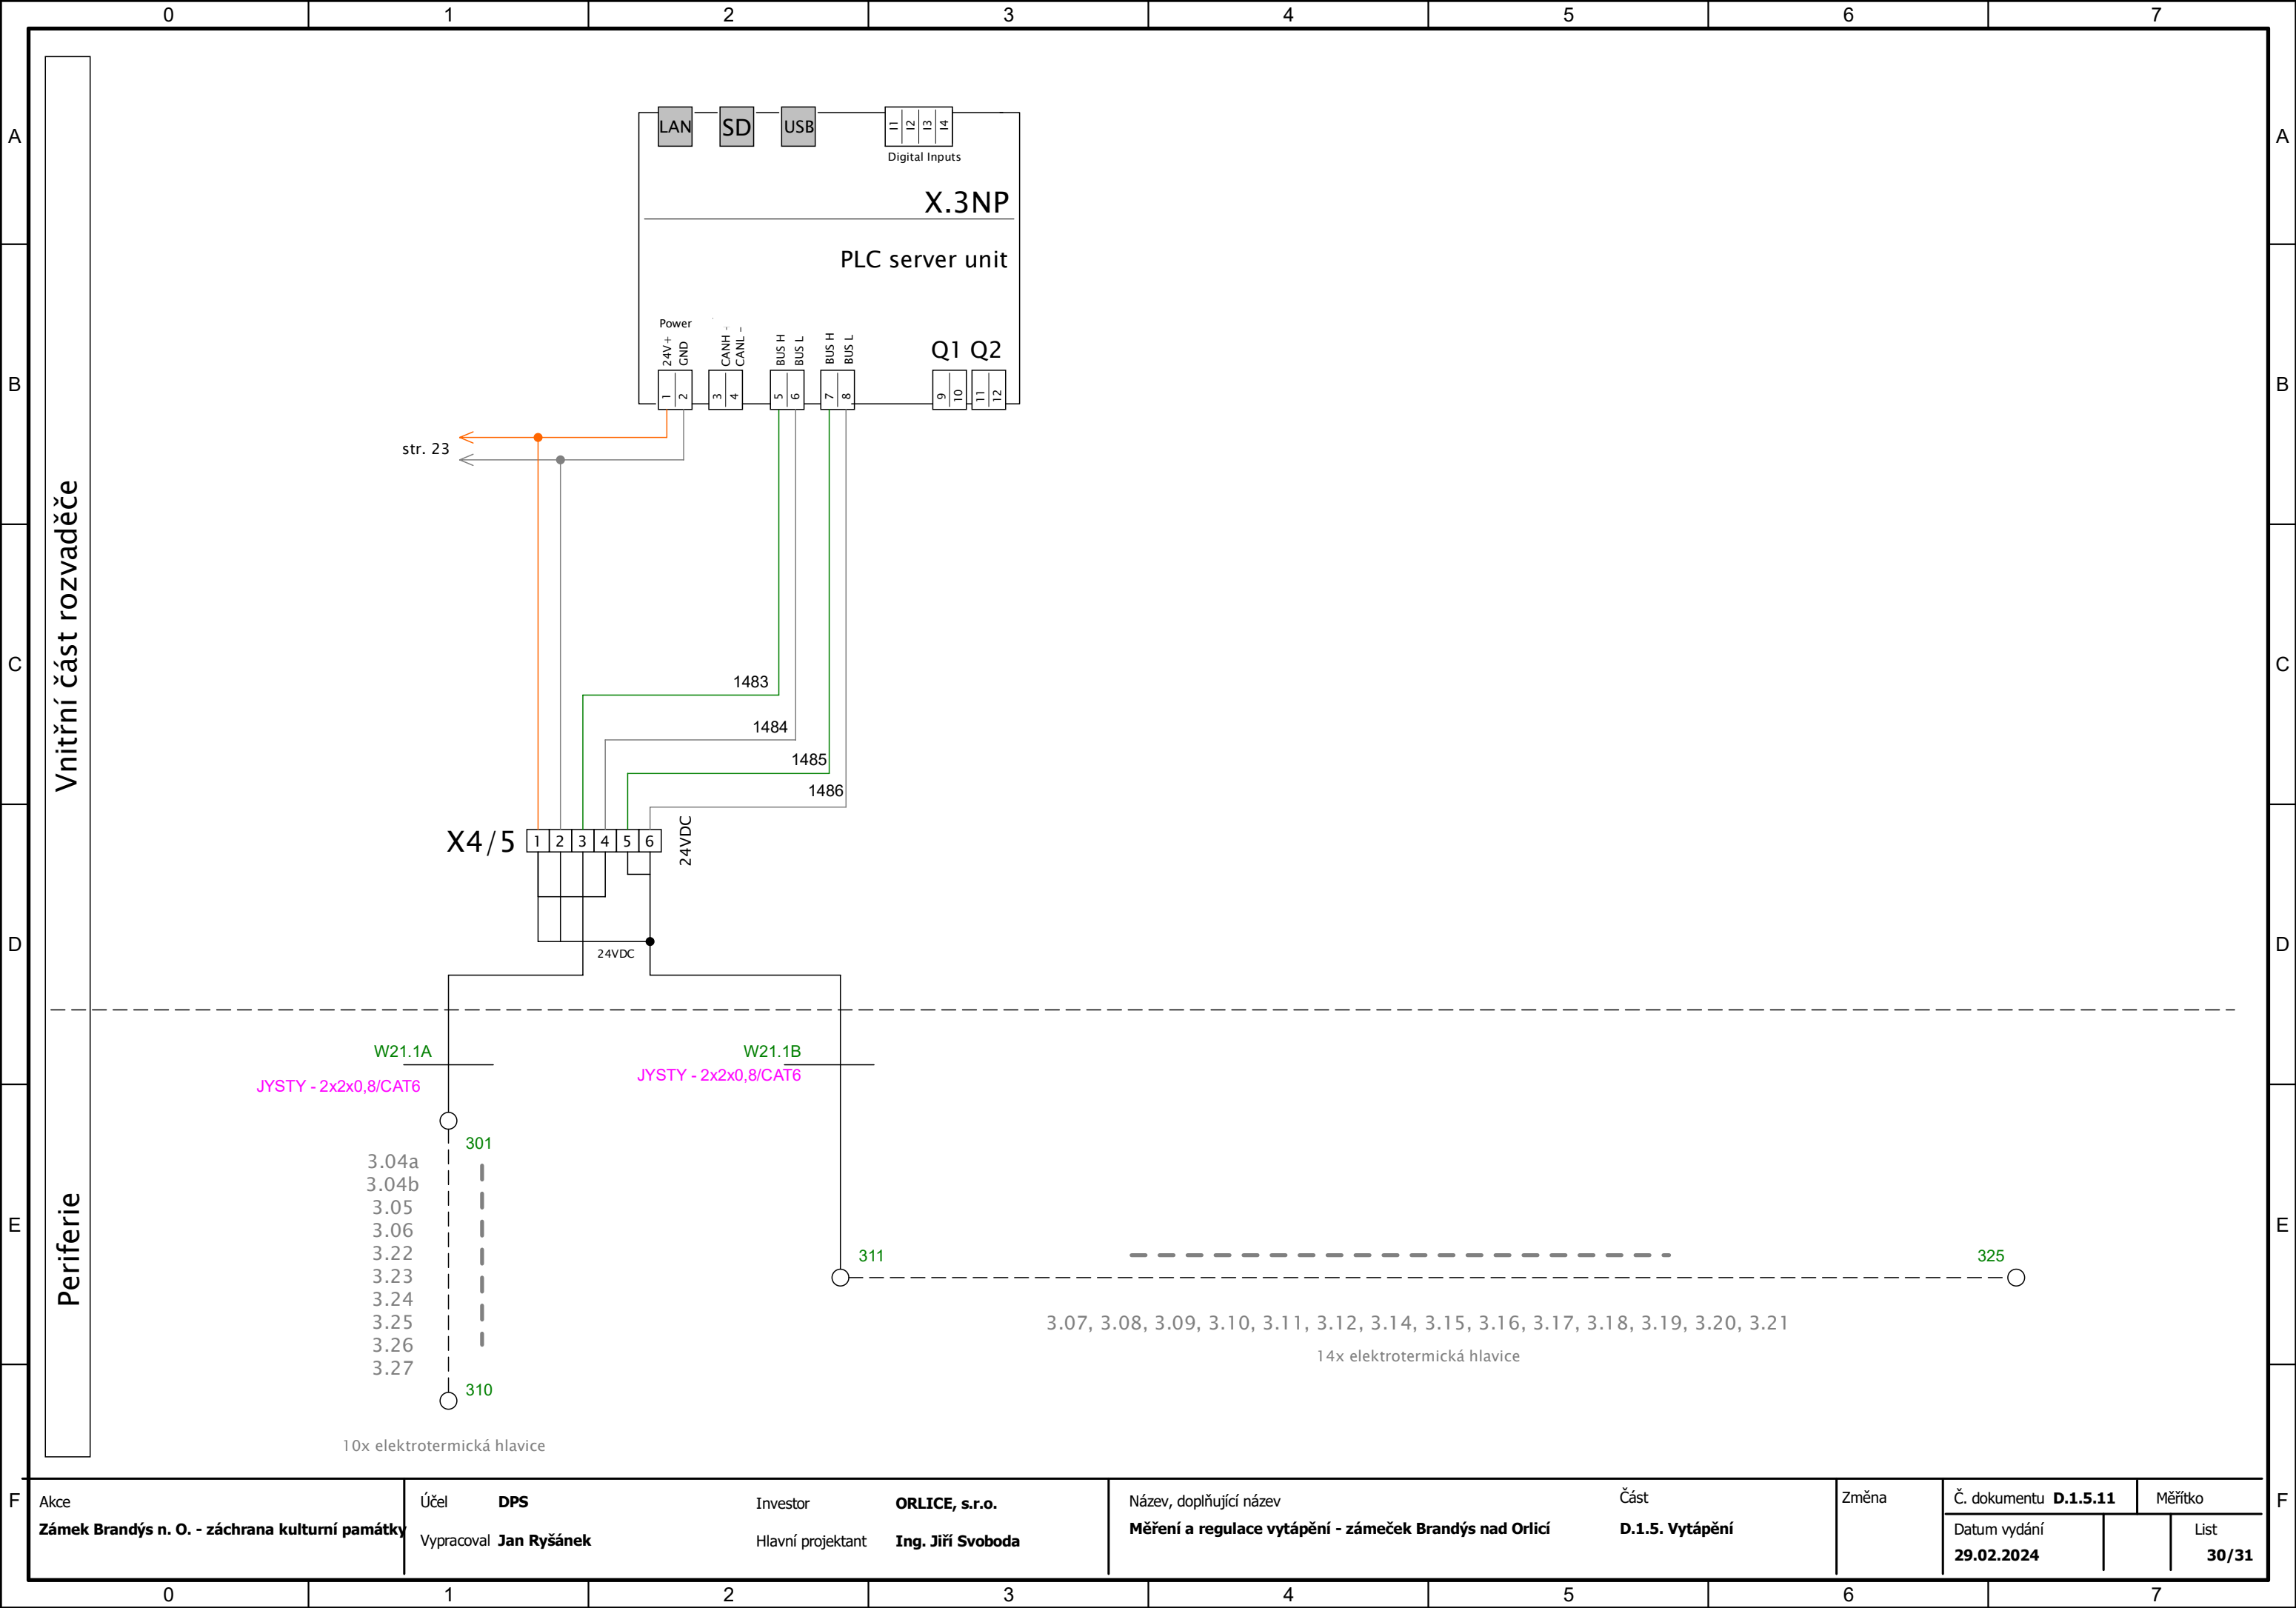 0 1 2 3 4 5 6 7
A A
LAN SD USB I1 I2 I3 I4
Digital Inputs
X.3NP
PLC server unit
Power
24V+ GND CANH + CANL - BUS H BUS L BUS H BUS L
Q1 Q2
B B
1 2 3 4 5 6 7 8 9 10 11 12
str. 23
Vnitřní část rozvaděče
C C
1483
1484
1485
1486
X4/5 1 2 3 4 5 6 24VDC
D D
24VDC
W21.1A
JYSTY - 2x2x0,8/CAT6
W21.1B
JYSTY - 2x2x0,8/CAT6
Periferie
E E
301
3.04a
3.04b
3.05
3.06
3.22
3.23
3.24
3.25
3.26
3.27
310
10x elektrotermická hlavice
311
325
3.07, 3.08, 3.09, 3.10, 3.11, 3.12, 3.14, 3.15, 3.16, 3.17, 3.18, 3.19, 3.20, 3.21
14x elektrotermická hlavice
F F
Akce
Zámek Brandýs n. O. - záchrana kulturní památky
Účel DPS
Vypracoval Jan Ryšánek
Investor ORLICE, s.r.o.
Hlavní projektant Ing. Jiří Svoboda
Název, doplňující název
Měření a regulace vytápění - zámeček Brandýs nad Orlicí
Část
D.1.5. Vytápění
Změna
Č. dokumentu D.1.5.11
Měřítko
Datum vydání
29.02.2024
List
30/31
0 1 2 3 4 5 6 7